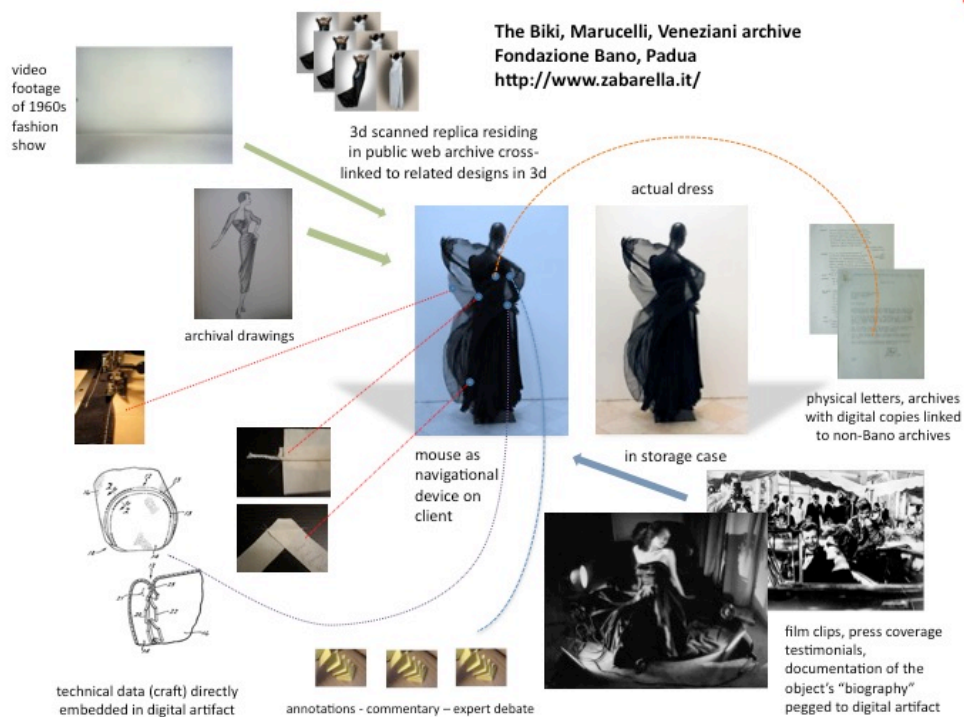 The Biki, Marucelli, Veneziani archive
Fondazione Bano, Padua
http://www.zabarella.it/
video
footage
of 1960s
fashion
show
3d scanned replica residing
in public web archive cross-
linked to related designs in 3d
actual dress
archival drawings
physical letters, archives
with digital copies linked
to non-Bano archives
mouse as
navigational
device on
client
in storage case
film clips, press coverage
testimonials,
documentation of the
object's “biography”
pegged to digital artifact
technical data (craft) directly
embedded in digital artifact
annotations - commentary – expert debate